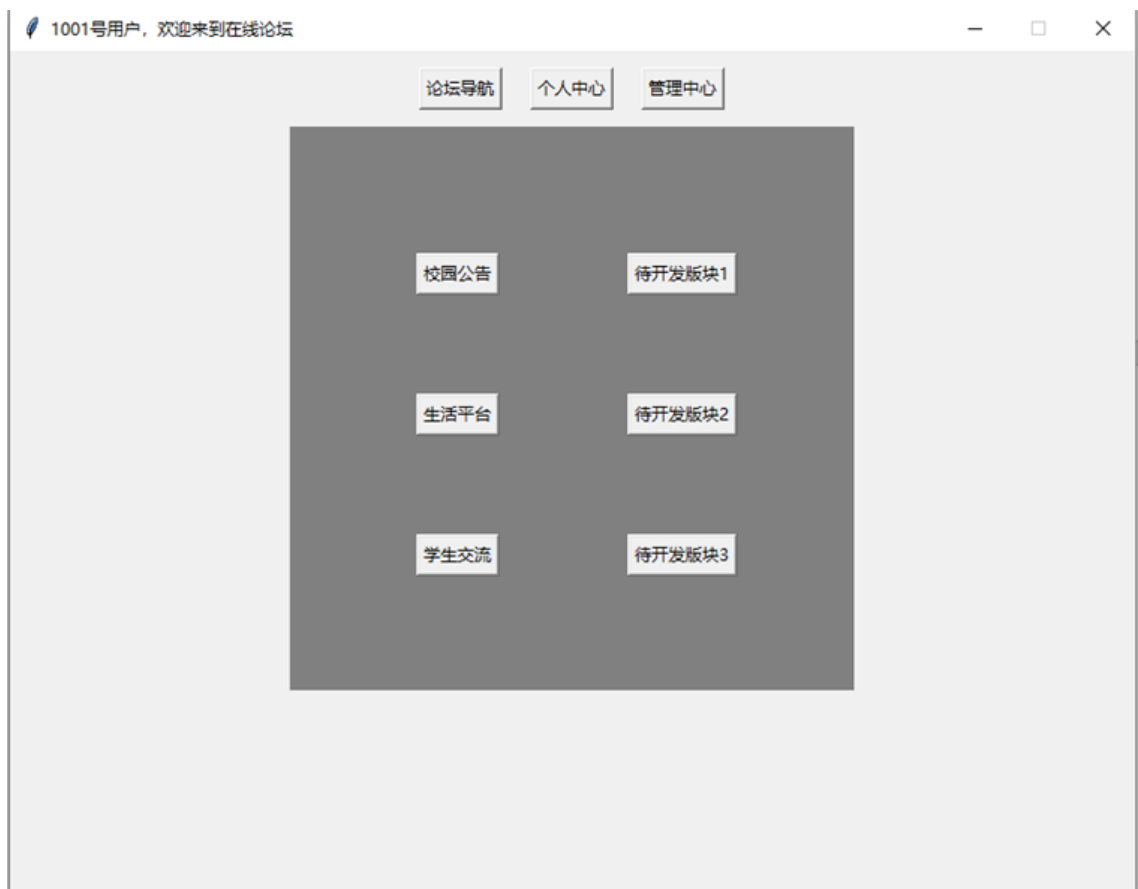 1001号用户，欢迎来到在线论坛
论坛导航 个人中心 管理中心
校园公告 待开发版块1
生活平台 待开发版块2
学生交流 待开发版块3